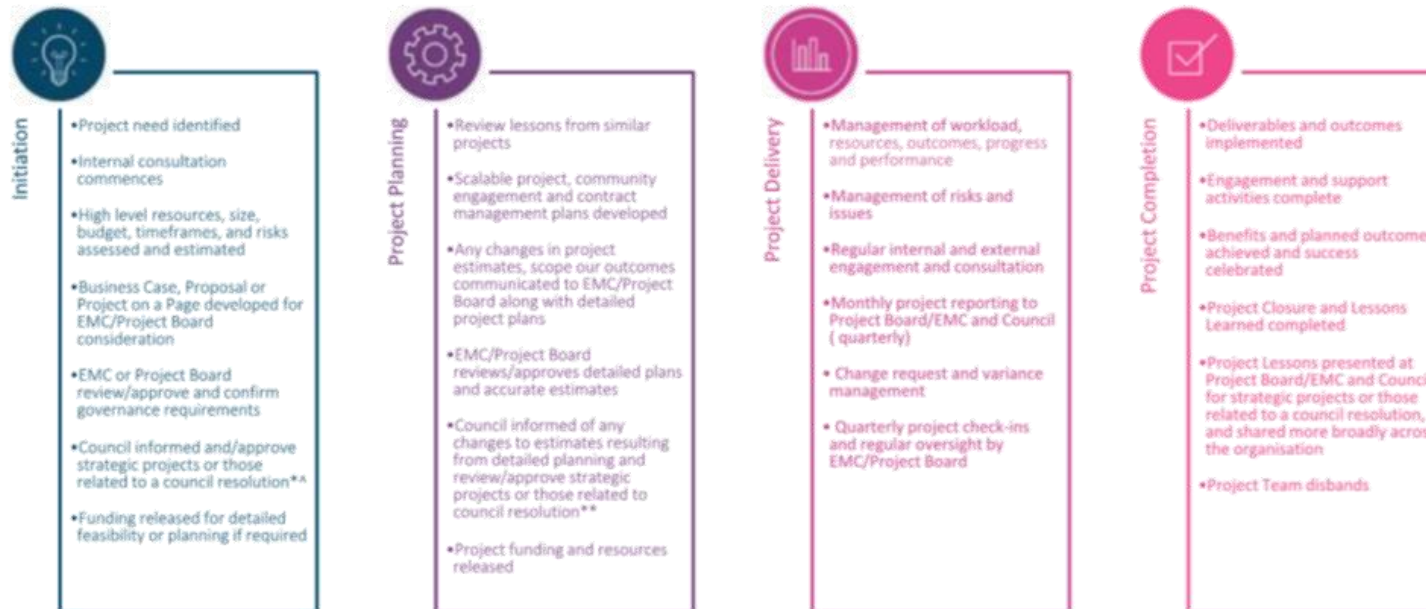 Initiation
•Project need identified
•Internal consultation
commences
•High level resources, size,
budget, timeframes, and risks
assessed and estimated
•Business Case, Proposal or
Project on a Page developed for
EMC/Project Board
consideration
•EMC or Project Board
review/approve and confirm
governance requirements
•Council informed and/approve
strategic projects or those
related to a council resolution*^
•Funding released for detailed
feasibility or planning if required
Project Planning
•Review lessons from similar
projects
•Scalable project, community
engagement and contract
management plans developed
•Any changes in project
estimates, scope our outcomes
communicated to EMC/Project
Board along with detailed
project plans
•EMC/Project Board
reviews/approves detailed plans
and accurate estimates
•Council informed of any
changes to estimates resulting
from detailed planning and
review/approve strategic
projects or those related to
council resolution**
•Project funding and resources
released
Project Delivery
•Management of workload,
resources, outcomes, progress
and performance
•Management of risks and
issues
•Regular internal and external
engagement and consultation
•Monthly project reporting to
Project Board/EMC and Council
( quarterly)
• Change request and variance
management
• Quarterly project check-ins
and regular oversight by
EMC/Project Board
Project Completion
•Deliverables and outcomes
implemented
•Engagement and support
activities complete
•Benefits and planned outcome
achieved and success
celebrated
•Project Closure and Lessons
Learned completed
•Project Lessons presented at
Project Board/EMC and Counci
for strategic projects or those
related to a council resolution,
and shared more broadly acros
the organisation
•Project Team disbands